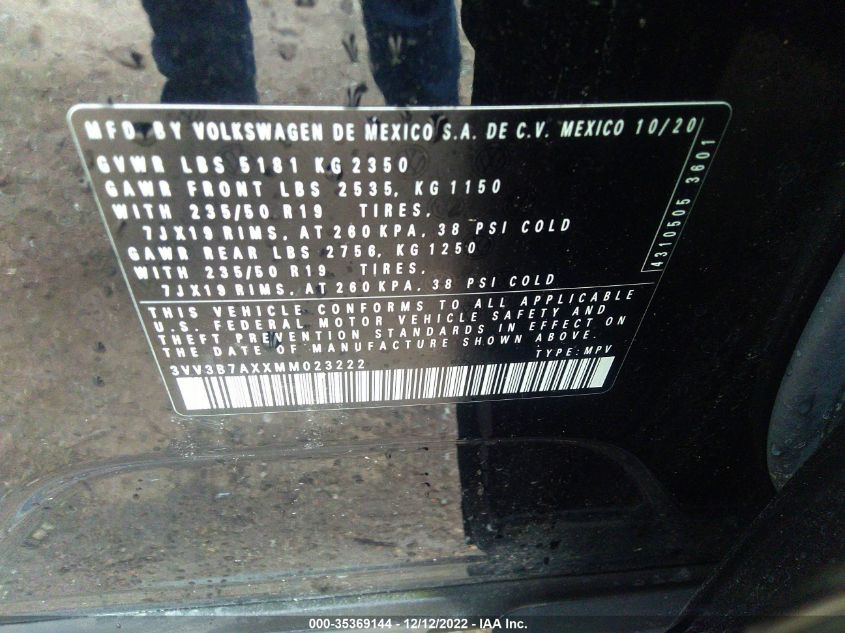 MFD. BY VOLKSWAGEN DE MEXICO S.A. DE C.V. MEXICO 10/20
GVWR LBS 5181 KG 2350
GAWR FRONT LBS 2535, KG 1150
WITH 235/50 R19 TIRES,
7JX19 RIMS, AT 260 KPA, 38 PSI COLD
GAWR REAR LBS 2756, KG 1250
WITH 235/50 R19 TIRES,
7JX19 RIMS, AT 260 KPA, 38 PSI COLD
THIS VEHICLE CONFORMS TO ALL APPLICABLE
U.S. FEDERAL MOTOR VEHICLE SAFETY AND
THEFT PREVENTION STANDARDS IN EFFECT ON
THE DATE OF MANUFACTURE SHOWN ABOVE.
3VV3B7AXXMM023222 TYPE: MPV
4310505 3601
000-35369144 - 12/12/2022 - IAA Inc.